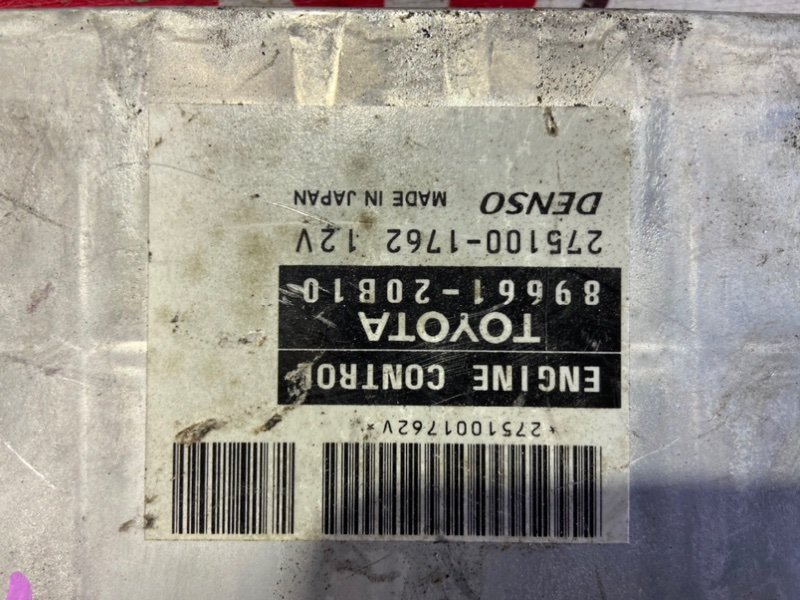 *2751001762V*
ENGINE CONTROL
TOYOTA
89661-20B10
275100-1762 12V
DENSO MADE IN JAPAN